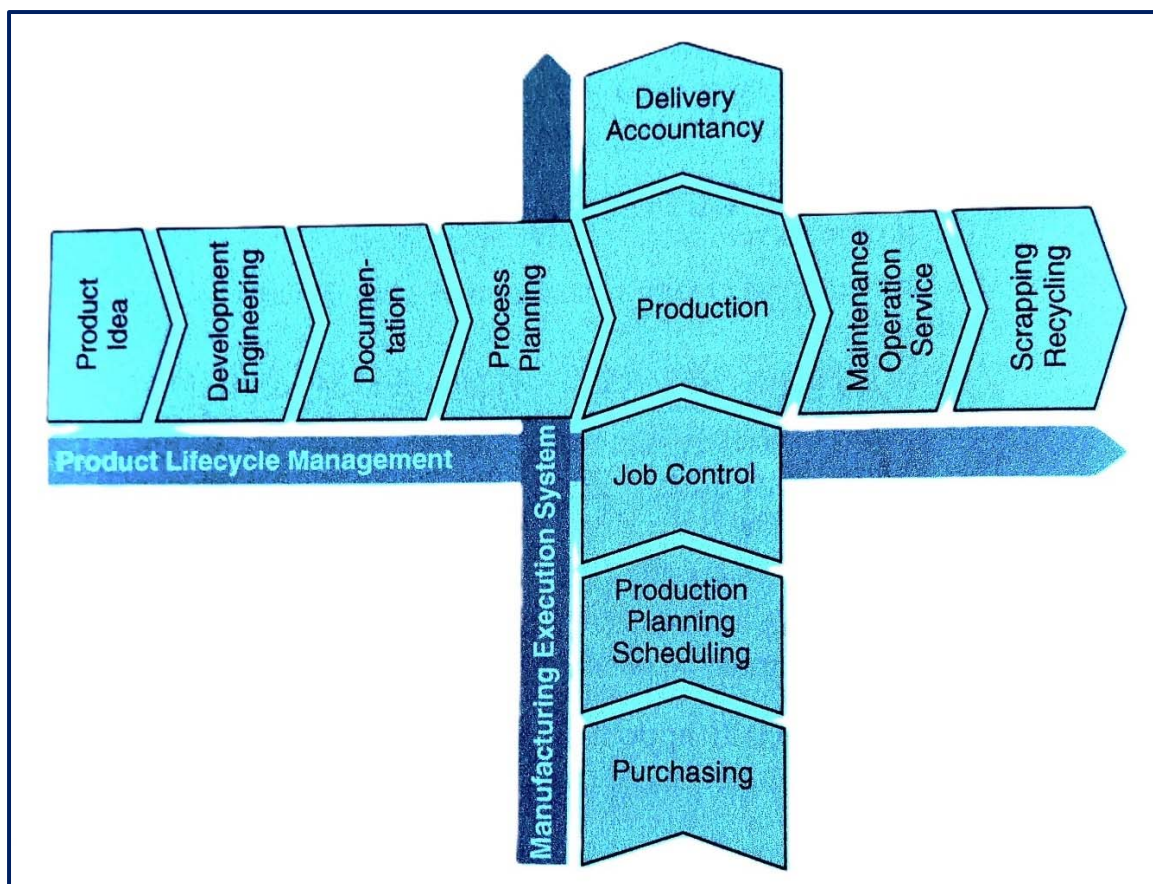 Delivery
Accountancy
Product
Idea
Development
Engineering
Documen-
tation
Process
Planning
Production
Maintenance
Operation
Service
Scrapping
Recycling
Product Lifecycle Management
Manufacturing Execution System
Job Control
Production
Planning
Scheduling
Purchasing